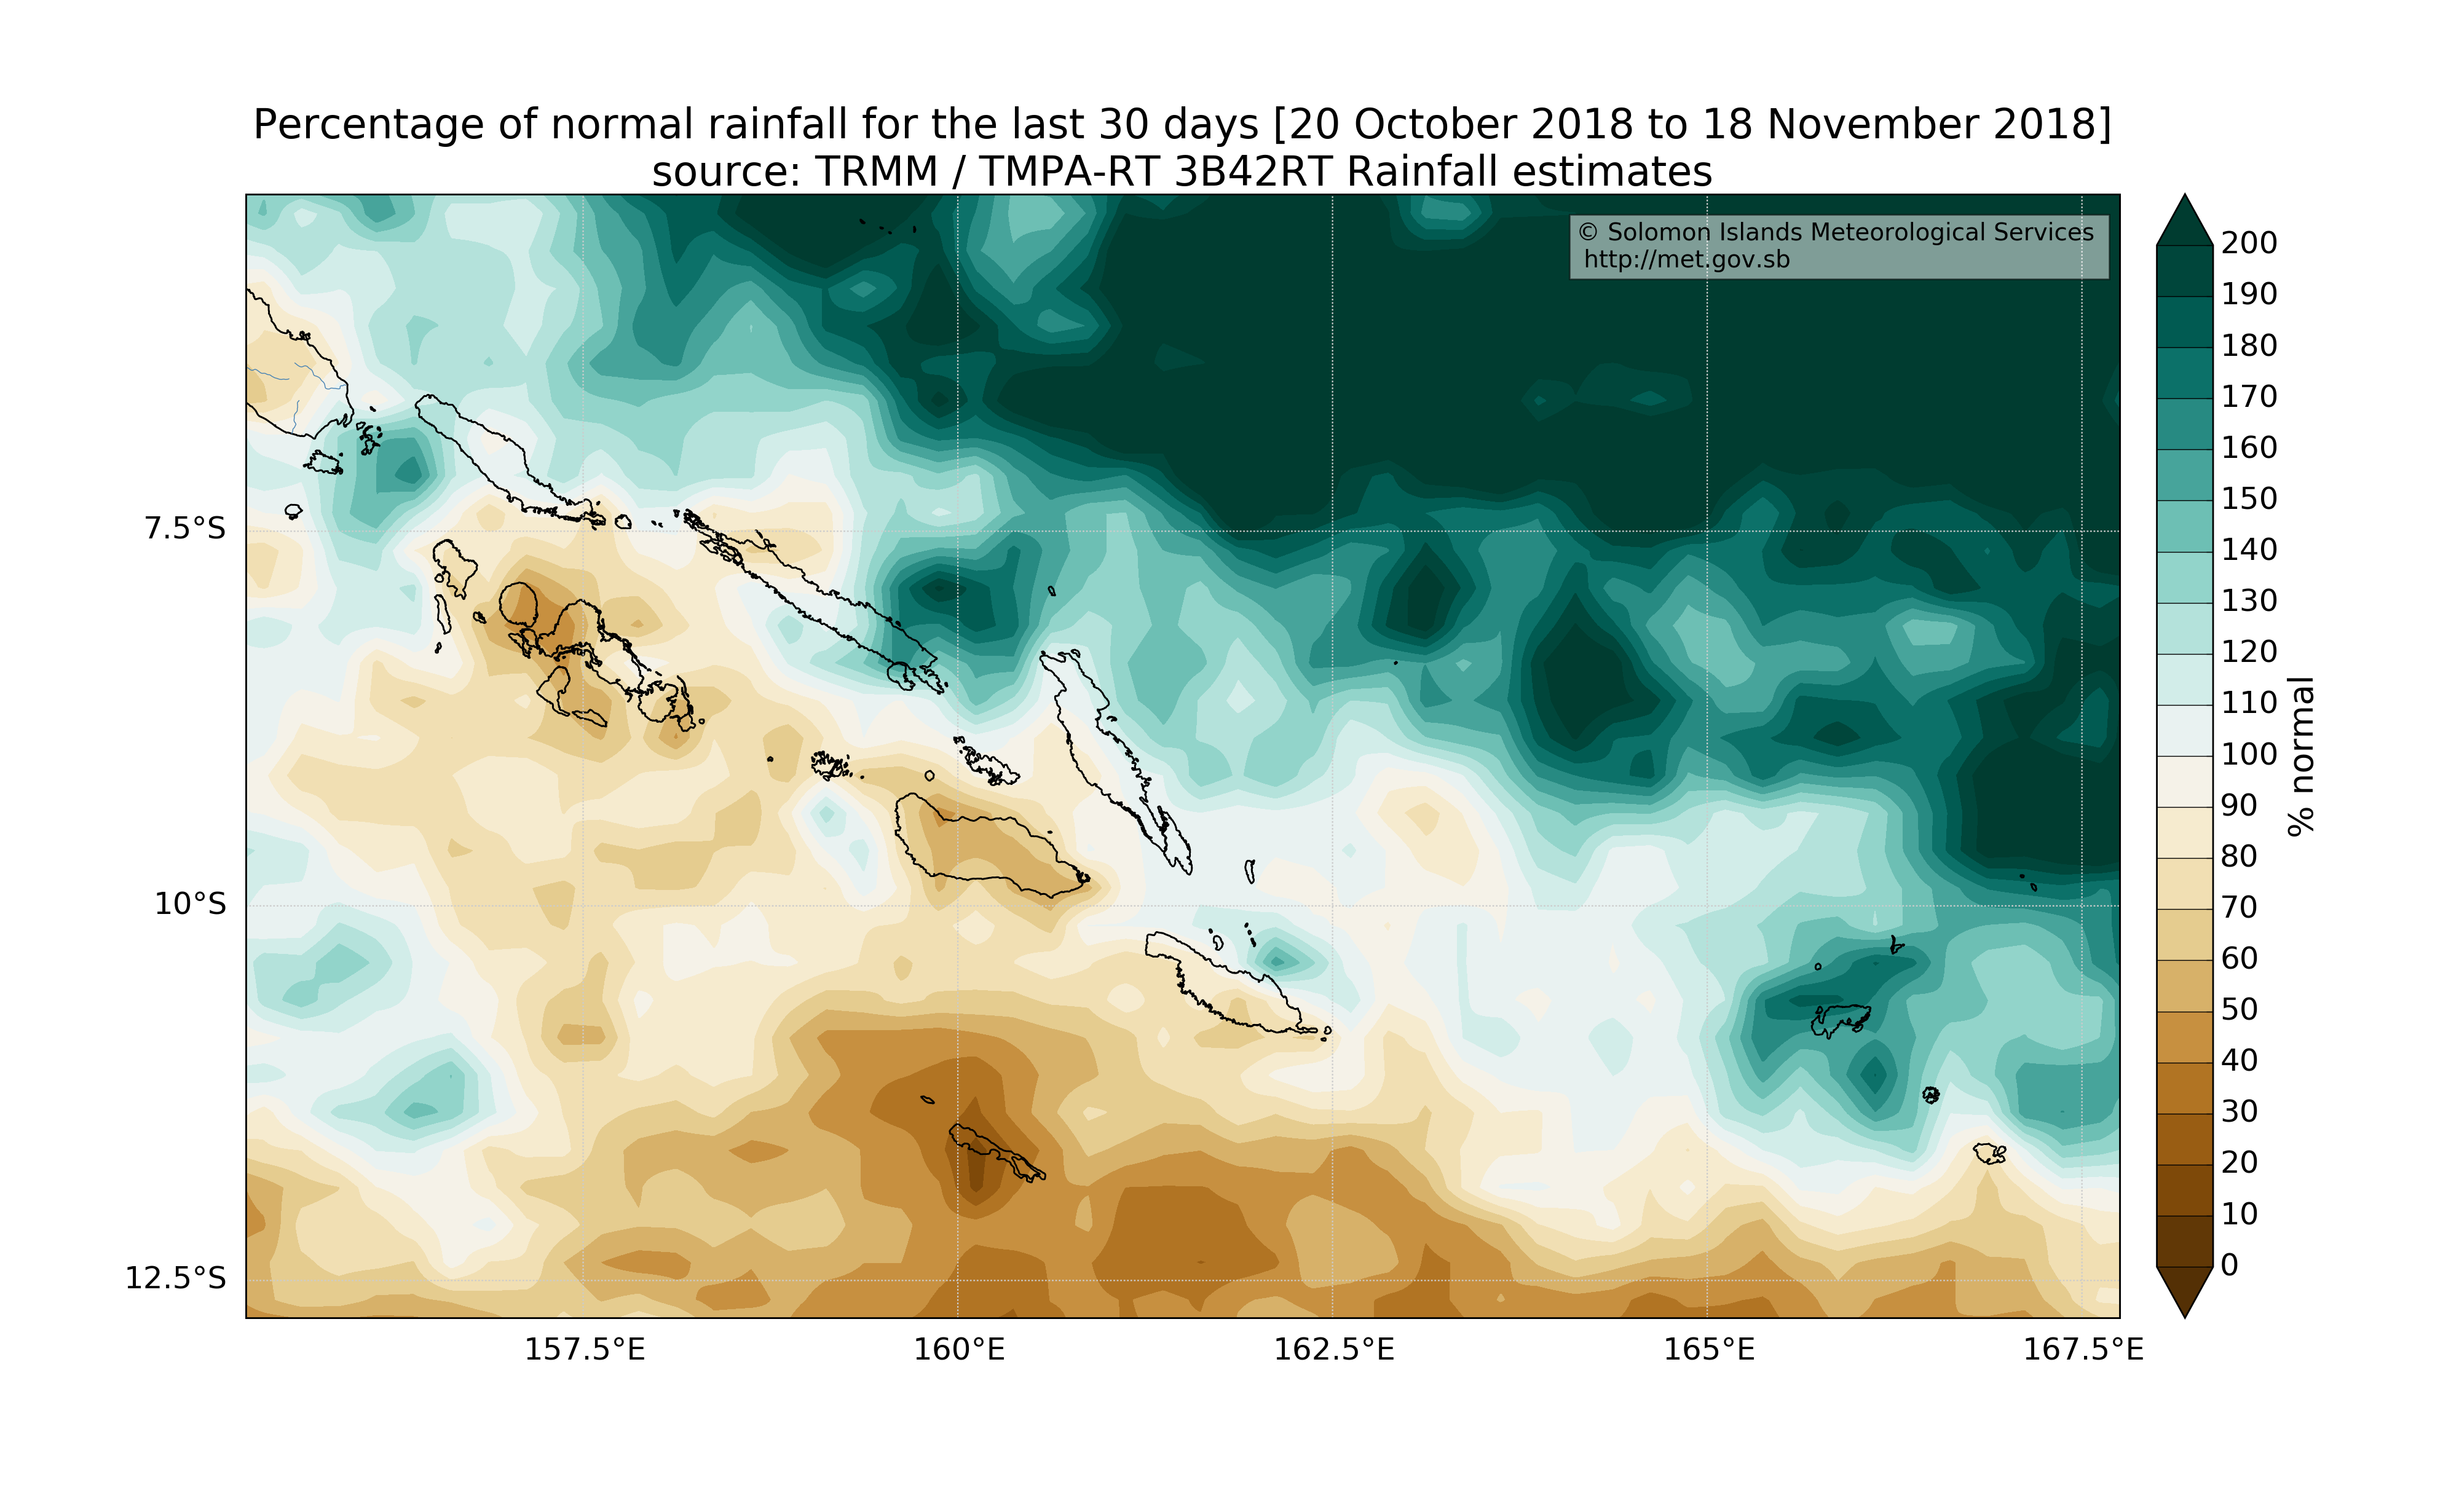 Percentage of normal rainfall for the last 30 days [20 October 2018 to 18 November 2018]
source: TRMM / TMPA-RT 3B42RT Rainfall estimates
© Solomon Islands Meteorological Services
http://met.gov.sb
7.5°S
10°S
12.5°S
157.5°E
160°E
162.5°E
165°E
167.5°E
200
190
180
170
160
150
140
130
120
110
100
90
80
70
60
50
40
30
20
10
0
% normal